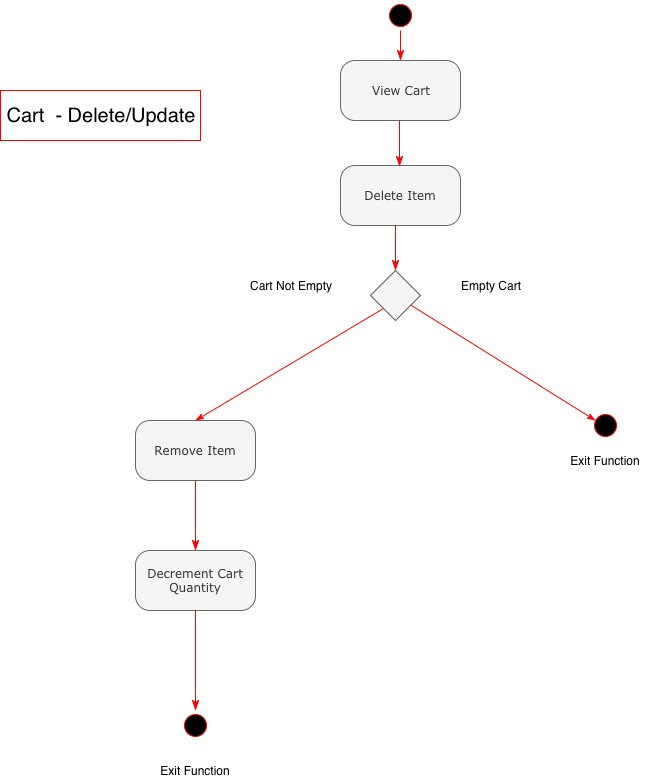 View Cart
Cart  - Delete/Update
Delete Item
Cart Not Empty
Empty Cart
Remove Item
Exit Function
Decrement Cart
Quantity
Exit Function